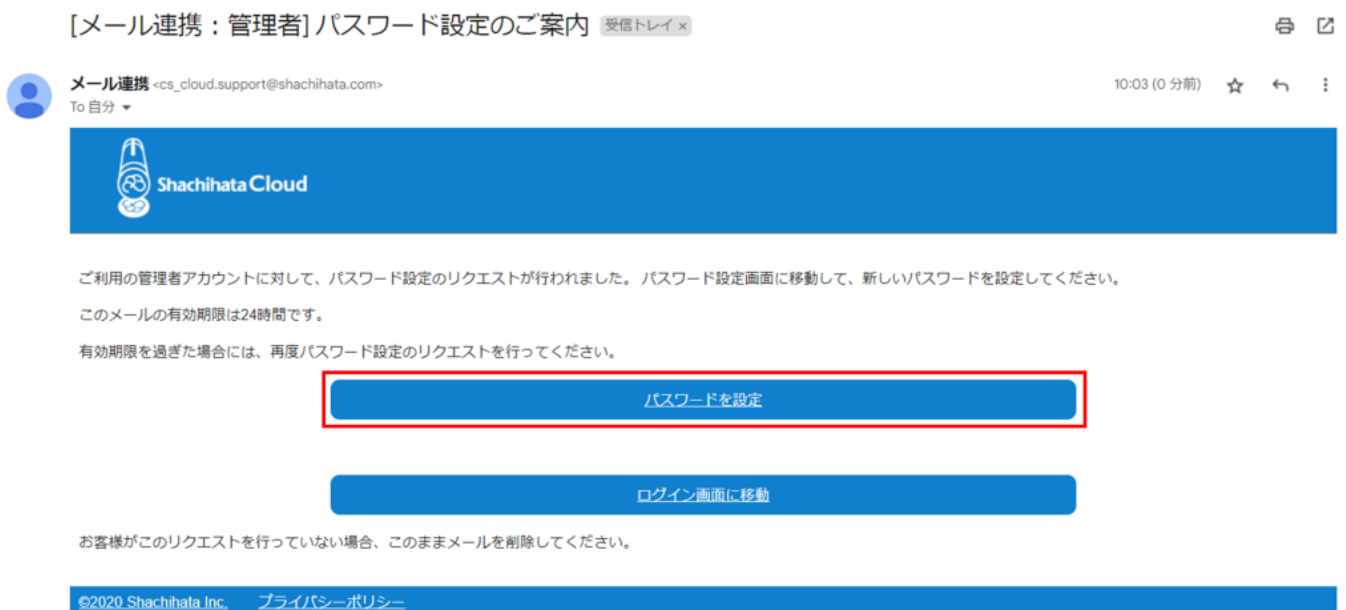 [メール連携：管理者] パスワード設定のご案内 受信トレイ ×
メール連携 <cs_cloud.support@shachihata.com> 10:03 (0 分前)
To 自分
Shachihata Cloud
ご利用の管理者アカウントに対して、パスワード設定のリクエストが行われました。 パスワード設定画面に移動して、新しいパスワードを設定してください。
このメールの有効期限は24時間です。
有効期限を過ぎた場合には、再度パスワード設定のリクエストを行ってください。
パスワードを設定
ログイン画面に移動
お客様がこのリクエストを行っていない場合、このままメールを削除してください。
©2020 Shachihata Inc. プライバシーポリシー